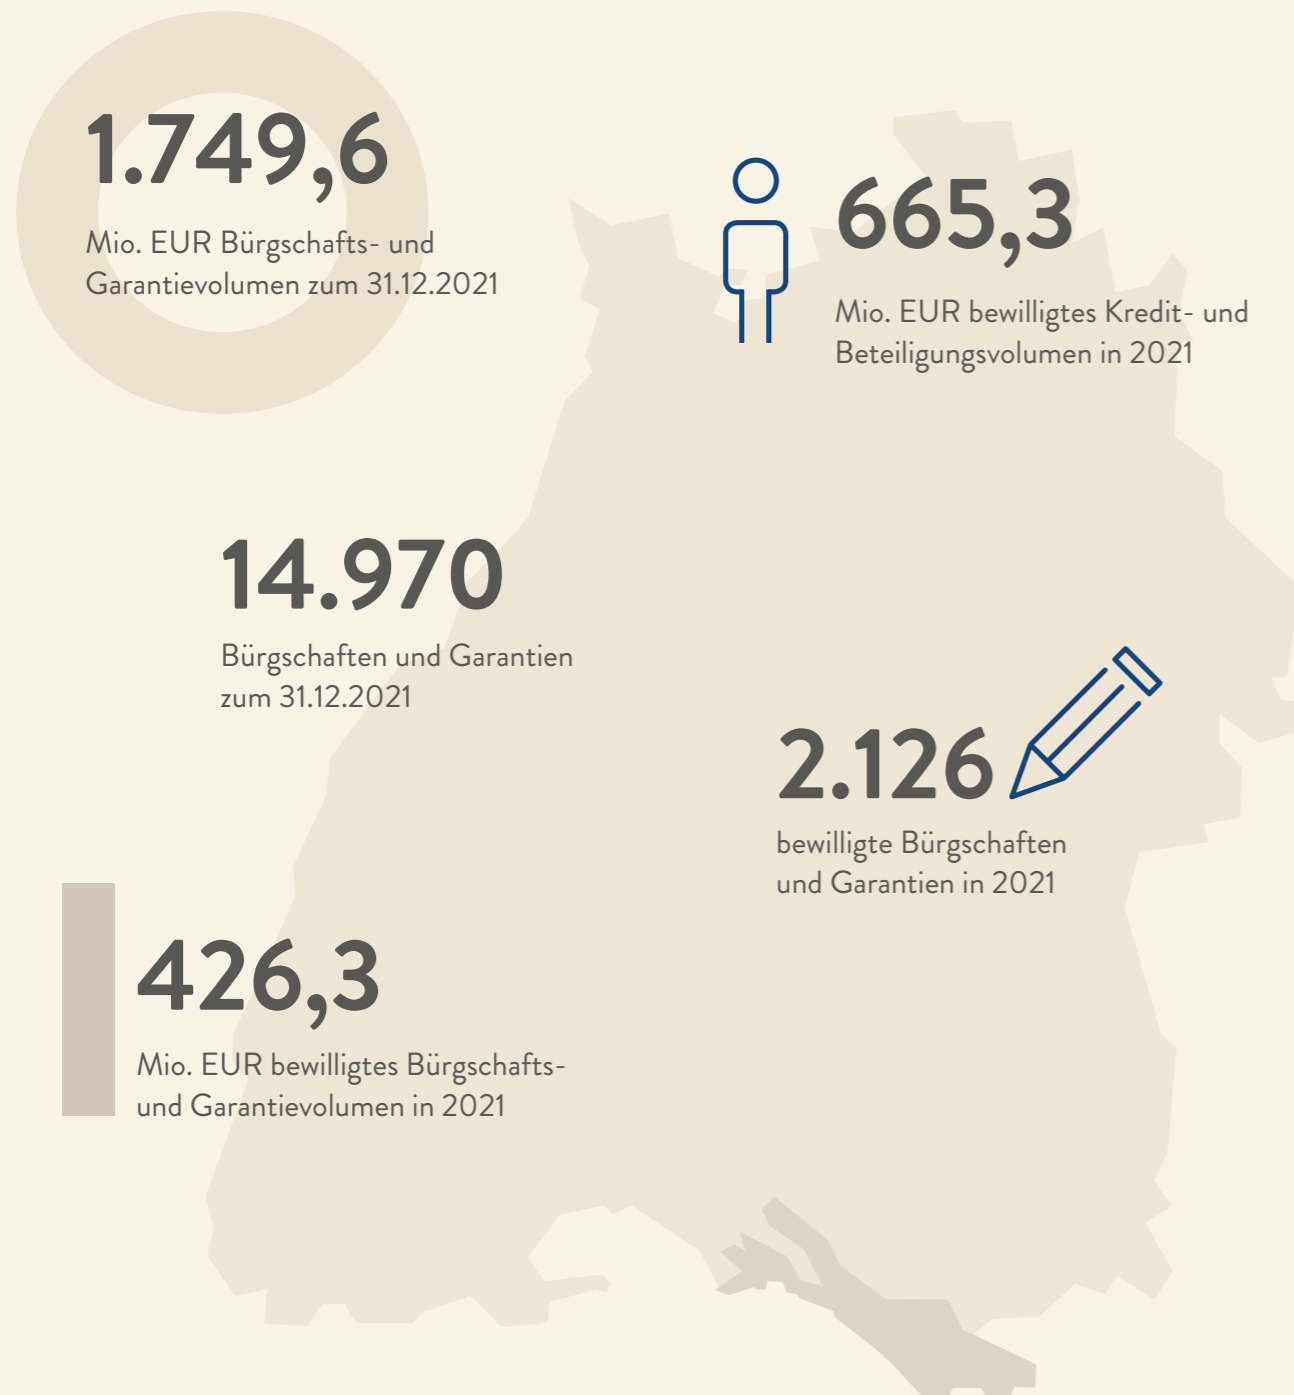 1.749,6
Mio. EUR Bürgschafts- und
Garantievolumen zum 31.12.2021
665,3
Mio. EUR bewilligtes Kredit- und
Beteiligungsvolumen in 2021
14.970
Bürgschaften und Garantien
zum 31.12.2021
2.126
bewilligte Bürgschaften
und Garantien in 2021
426,3
Mio. EUR bewilligtes Bürgschafts-
und Garantievolumen in 2021